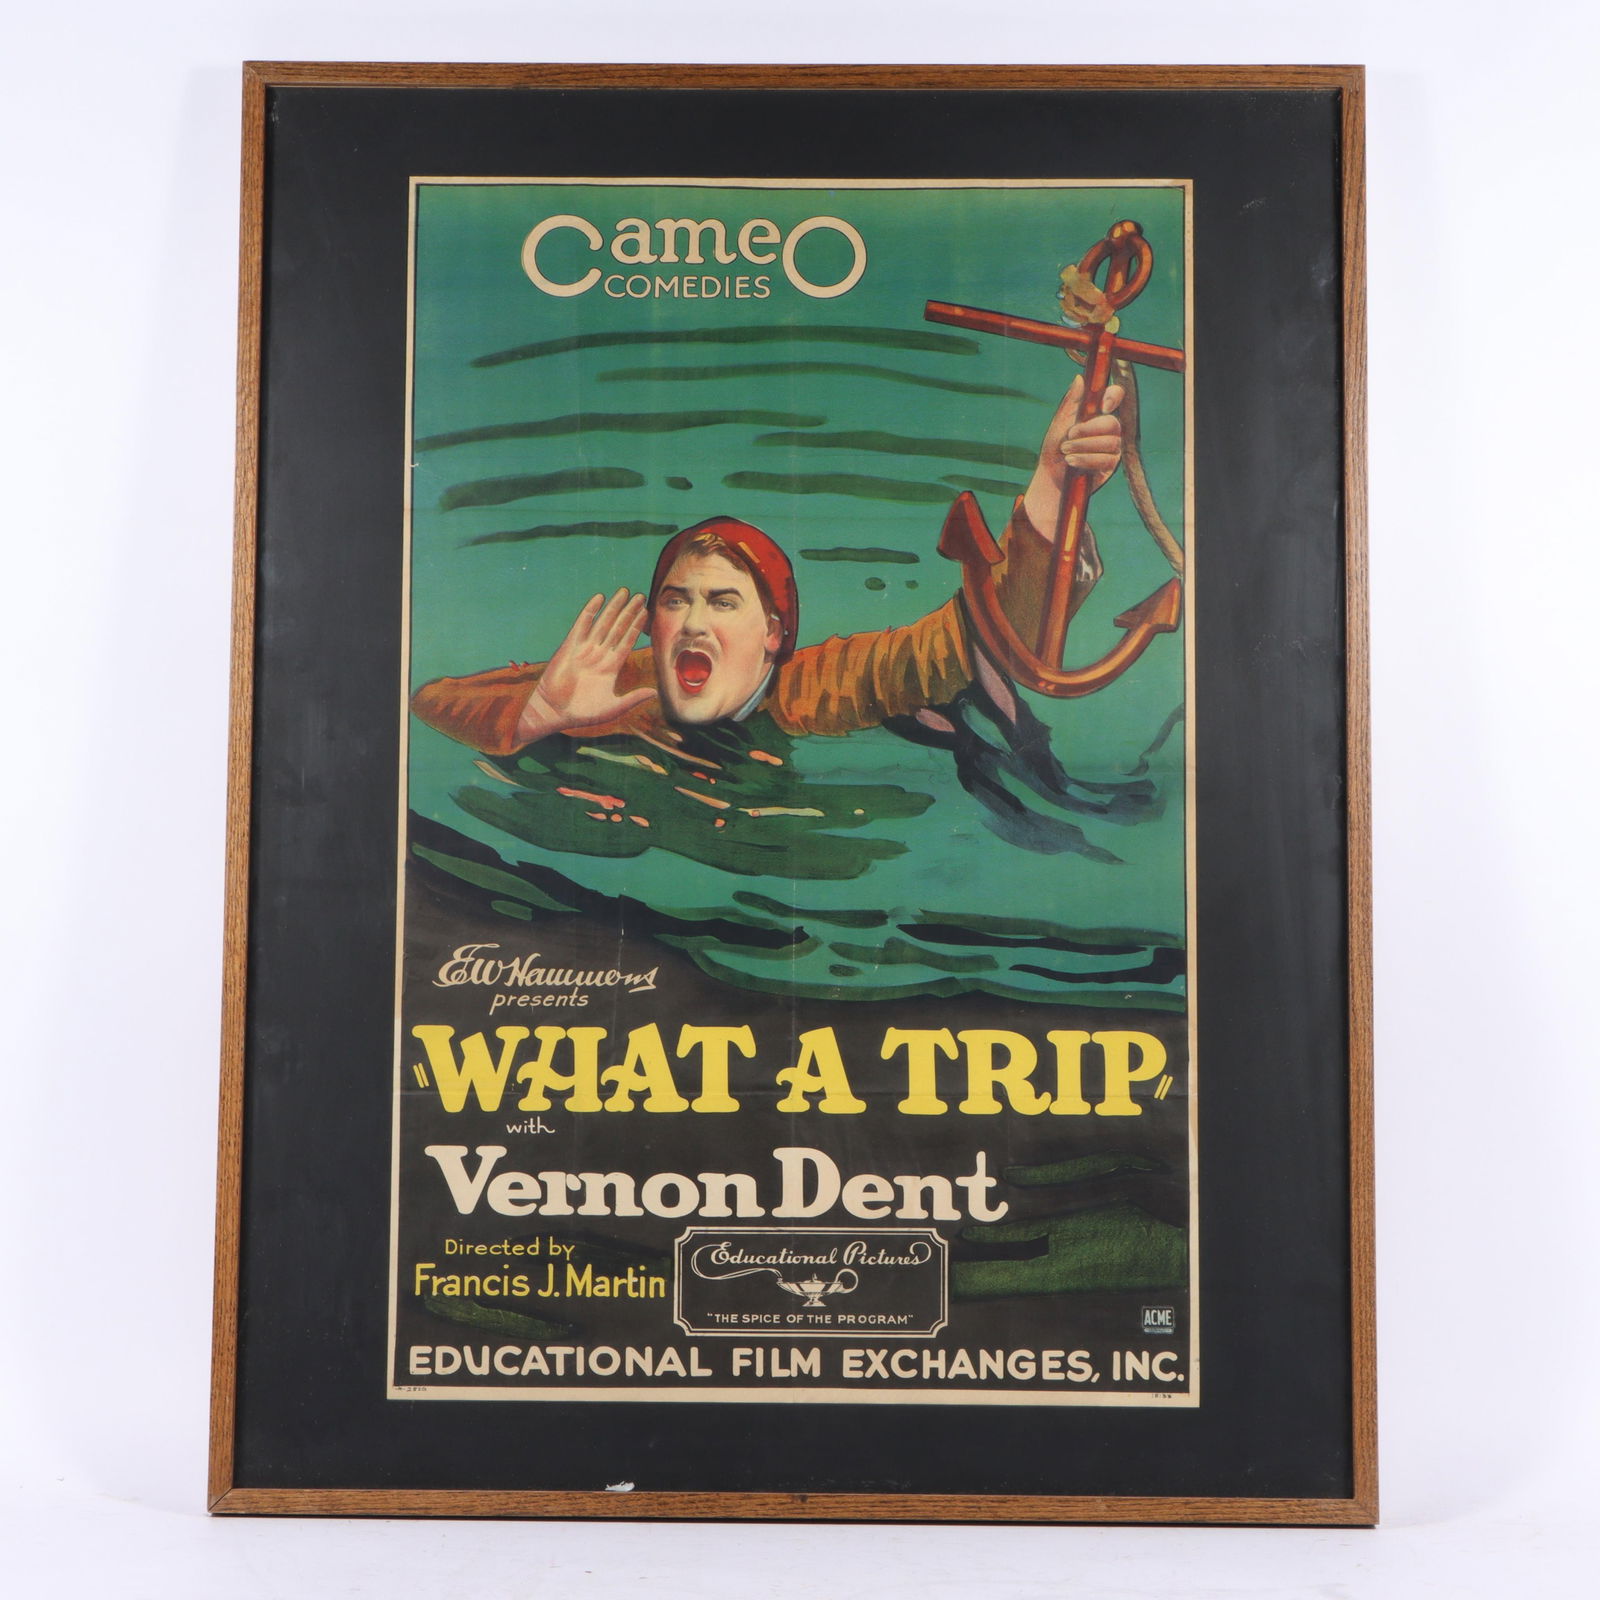 Cameo
COMEDIES
E.W. Hammons
presents
"WHAT A TRIP"
with
Vernon Dent
Directed by
Francis J. Martin
Educational Pictures
"THE SPICE OF THE PROGRAM"
ACME
EDUCATIONAL FILM EXCHANGES, INC.